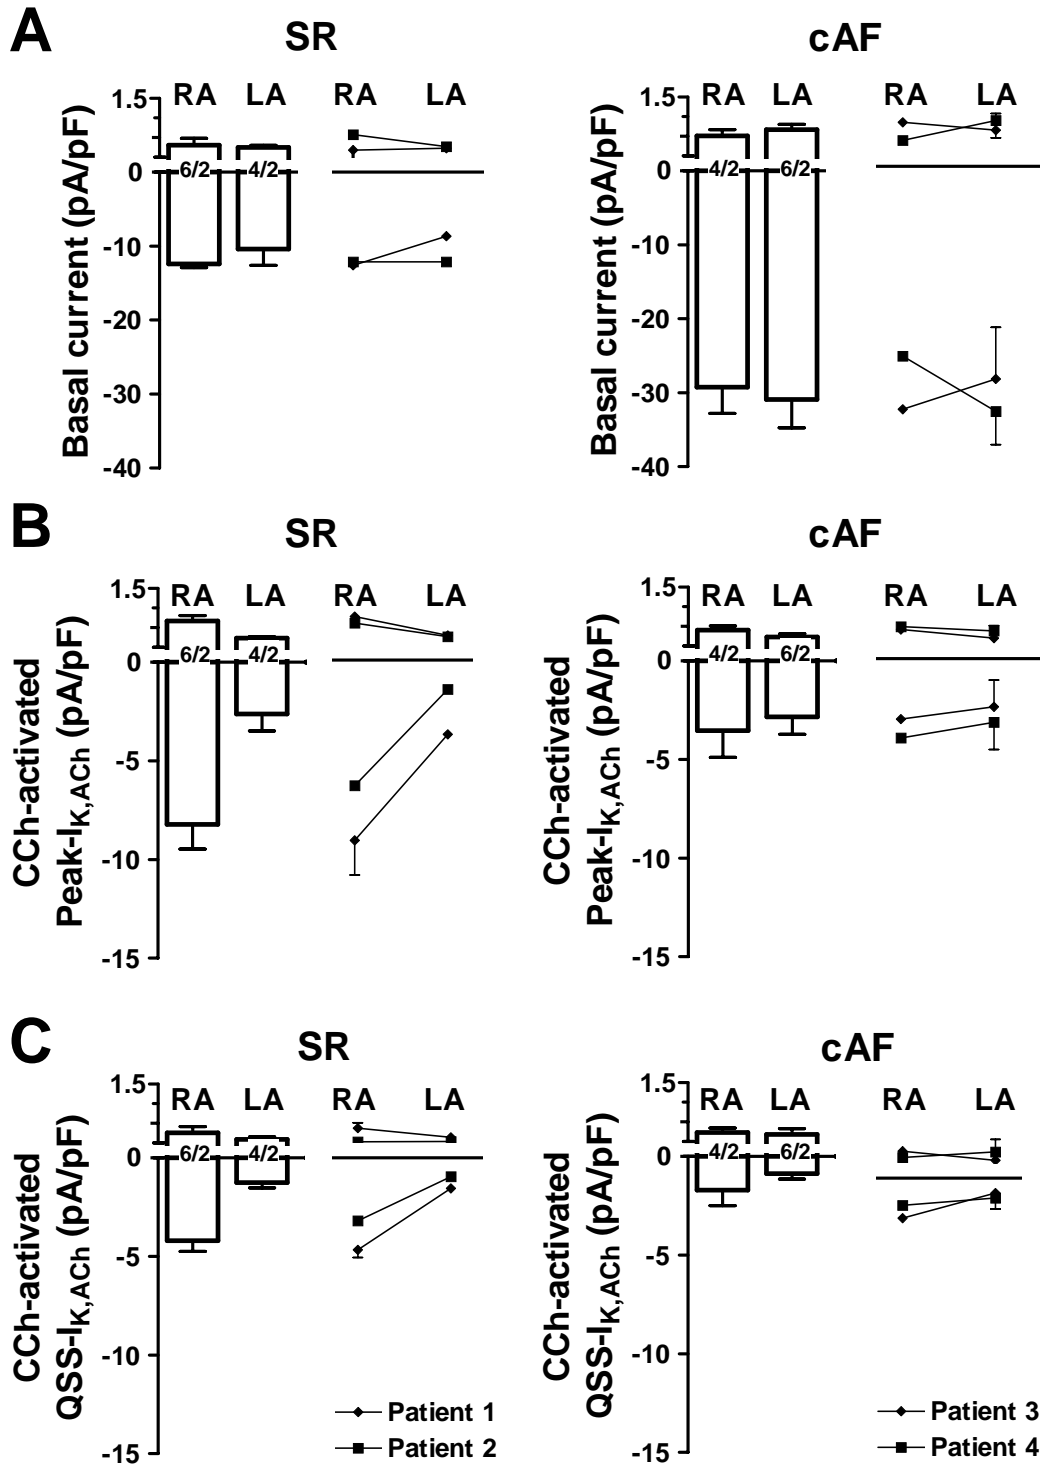 A
SR
cAF
RA LA RA LA
RA LA RA LA
1.5
0
-10
-20
-30
-40
Basal current (pA/pF)
6/2 4/2
1.5
0
-10
-20
-30
-40
Basal current (pA/pF)
4/2 6/2
B
SR
cAF
RA LA RA LA
RA LA RA LA
1.5
0
-5
-10
-15
CCh-activated
Peak-IK,ACh (pA/pF)
6/2 4/2
1.5
0
-5
-10
-15
CCh-activated
Peak-IK,ACh (pA/pF)
4/2 6/2
C
SR
cAF
RA LA RA LA
RA LA RA LA
1.5
0
-5
-10
-15
CCh-activated
QSS-IK,ACh (pA/pF)
6/2 4/2
Patient 1
Patient 2
1.5
0
-5
-10
-15
CCh-activated
QSS-IK,ACh (pA/pF)
4/2 6/2
Patient 3
Patient 4